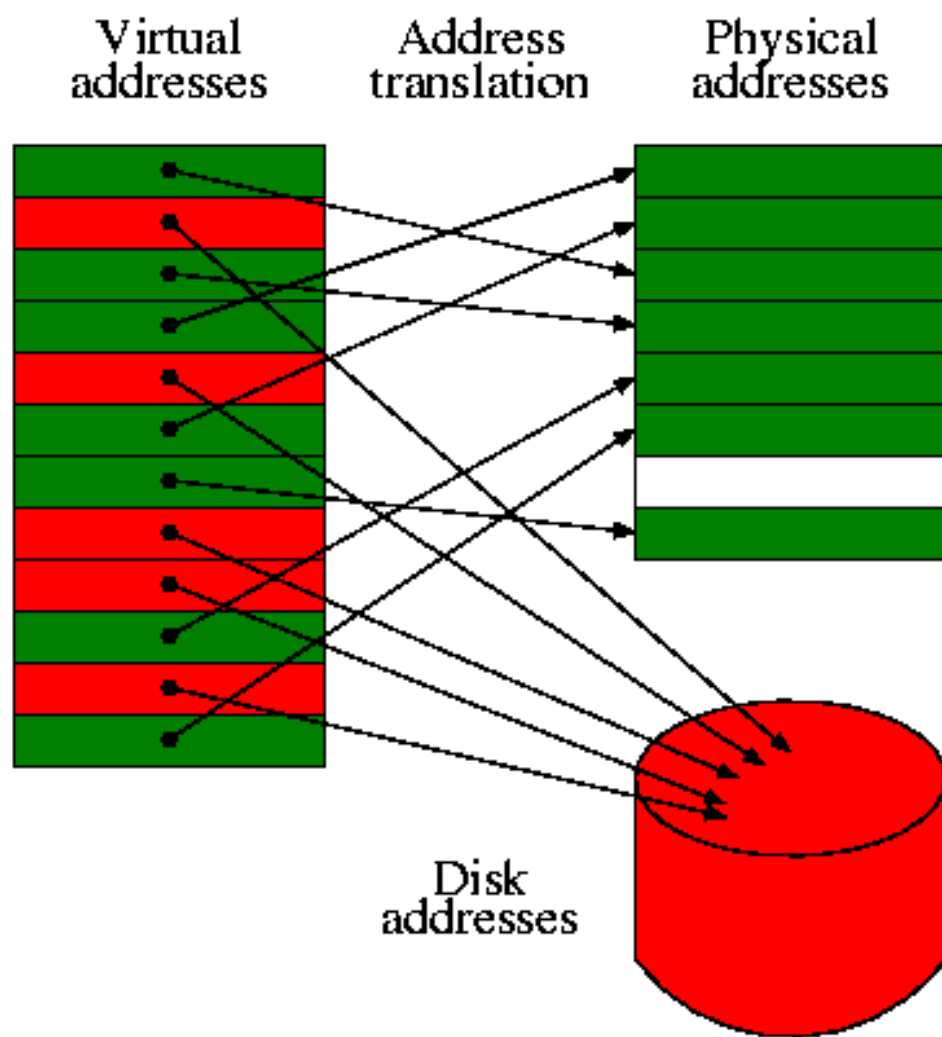 Virtual
addresses
Address
translation
Physical
addresses
Disk
addresses